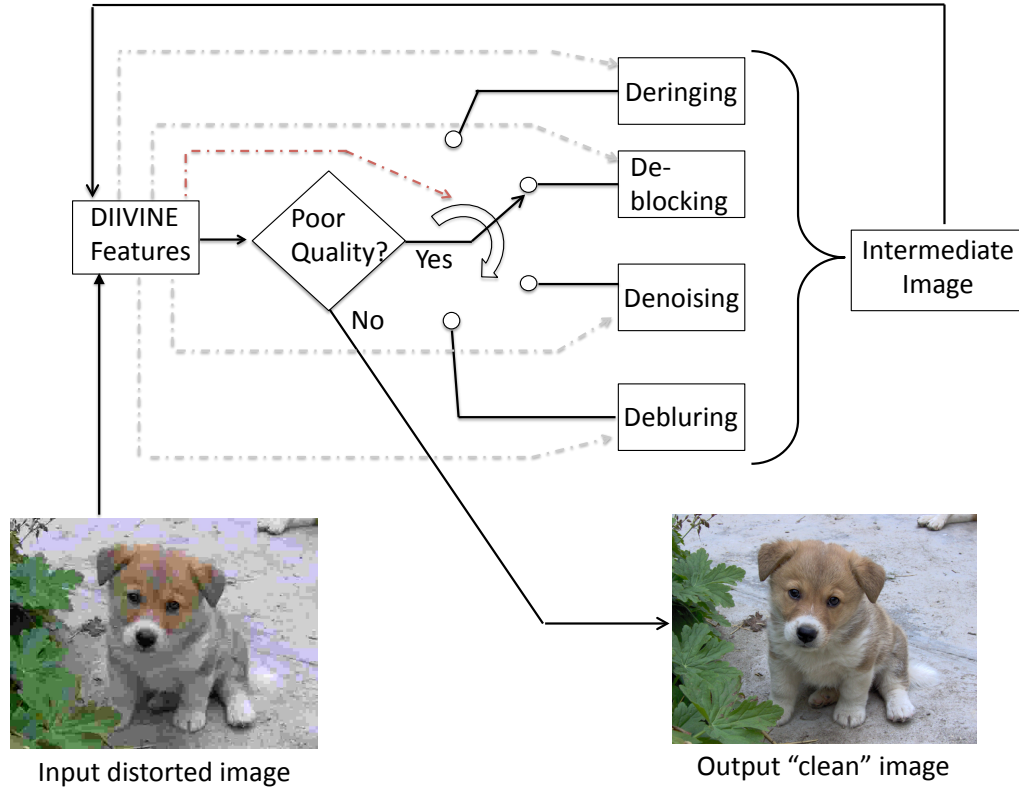 Deringing
De-
blocking
DIIVINE
Features
Poor
Quality?
Yes
No
Denoising
Debluring
Intermediate
Image
Input distorted image
Output “clean” image